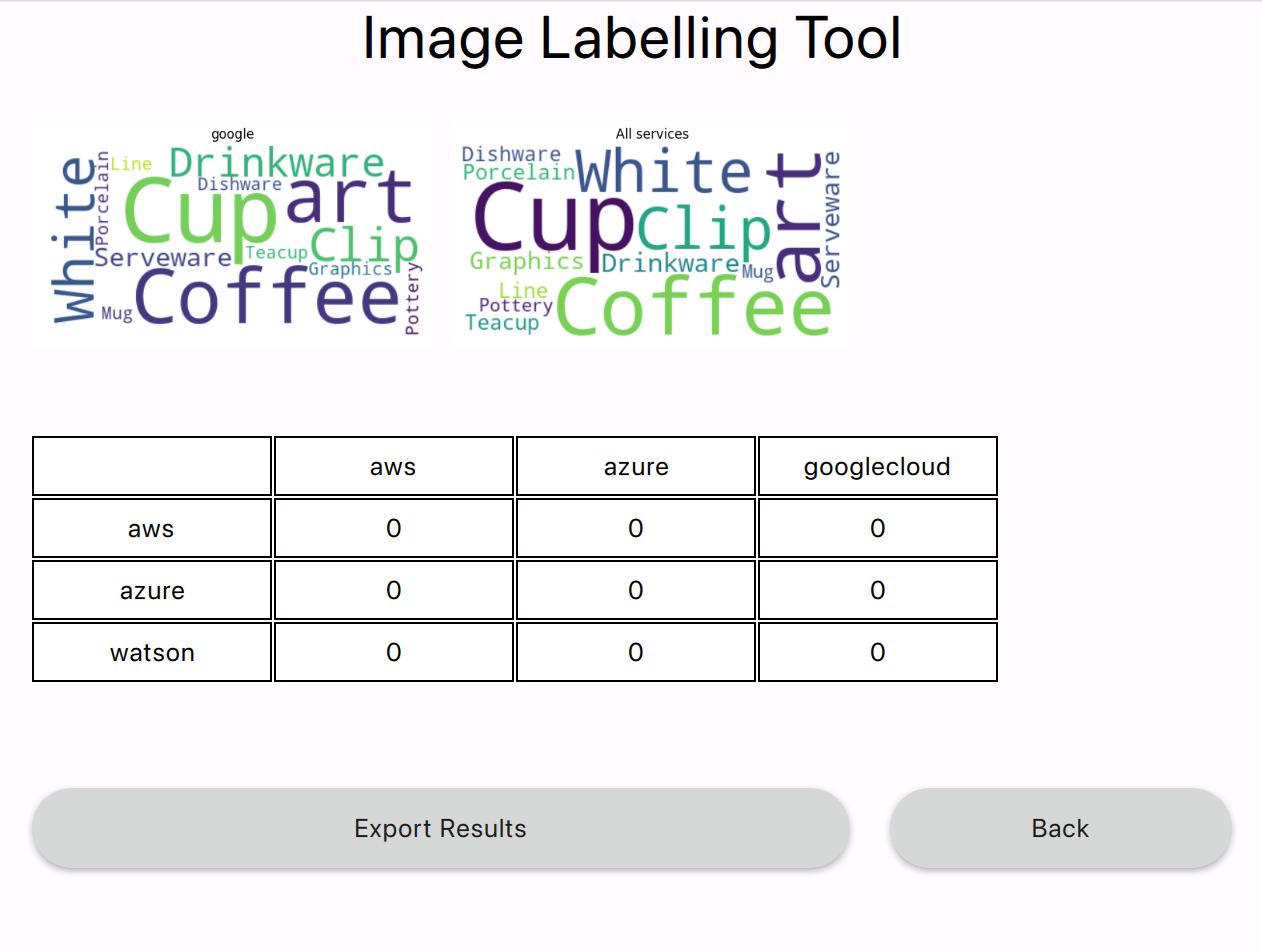 Image Labelling Tool
google
White
Porcelain
Line
Drinkware
Dishware
Cup
art
Clip
Serveware
Teacup
Graphics
Mug
Coffee
Pottery
All services
Dishware
Porcelain
White
art
Serveware
Cup
Clip
Graphics
Drinkware
Mug
Line
Pottery
Teacup
Coffee
aws azure googlecloud
aws 0 0 0
azure 0 0 0
watson 0 0 0
Export Results Back